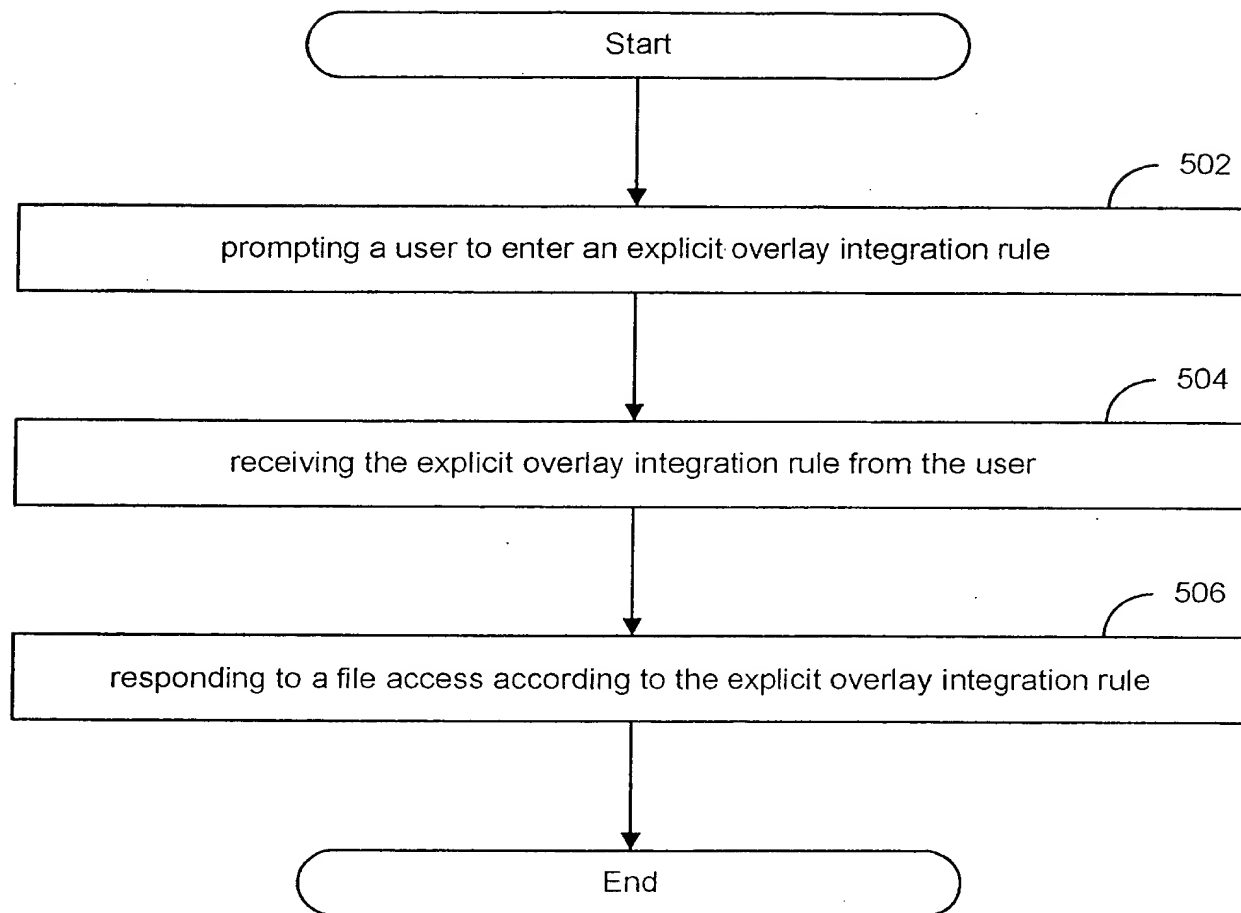 Start
502
prompting a user to enter an explicit overlay integration rule
504
receiving the explicit overlay integration rule from the user
506
responding to a file access according to the explicit overlay integration rule
End